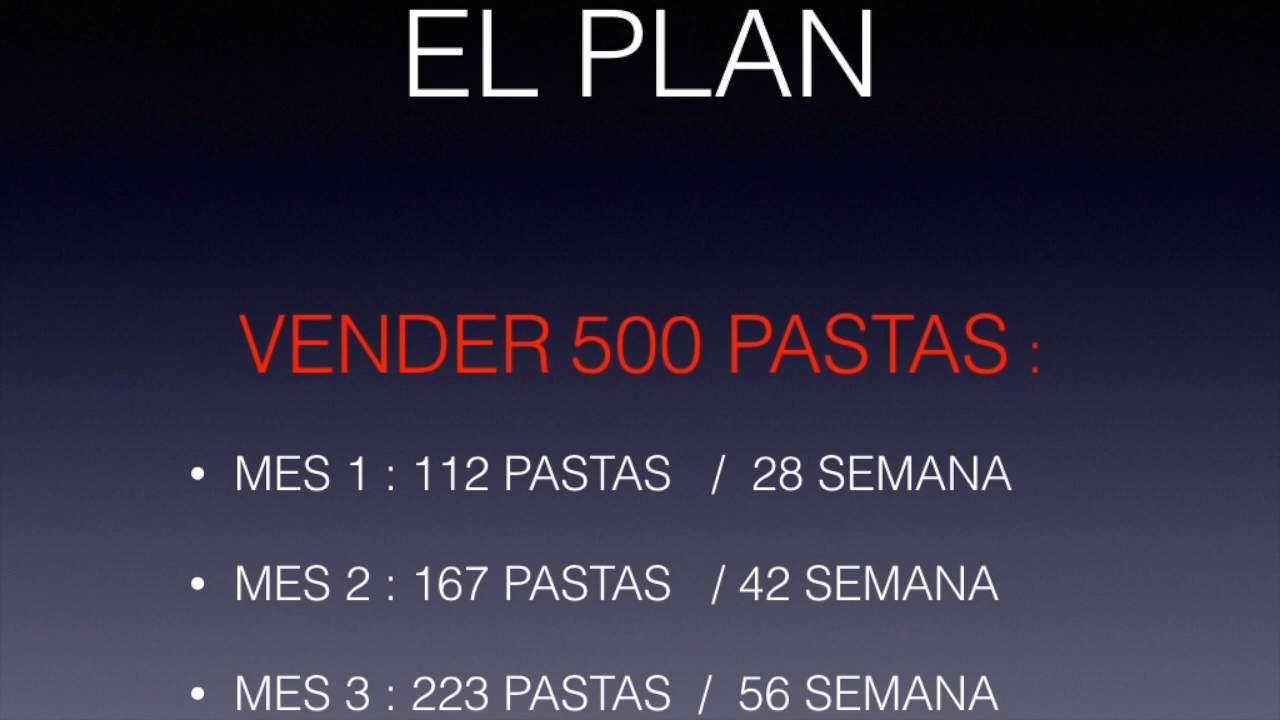 EL PLAN
VENDER 500 PASTAS :
• MES 1 : 112 PASTAS / 28 SEMANA
• MES 2 : 167 PASTAS / 42 SEMANA
• MES 3 : 223 PASTAS / 56 SEMANA